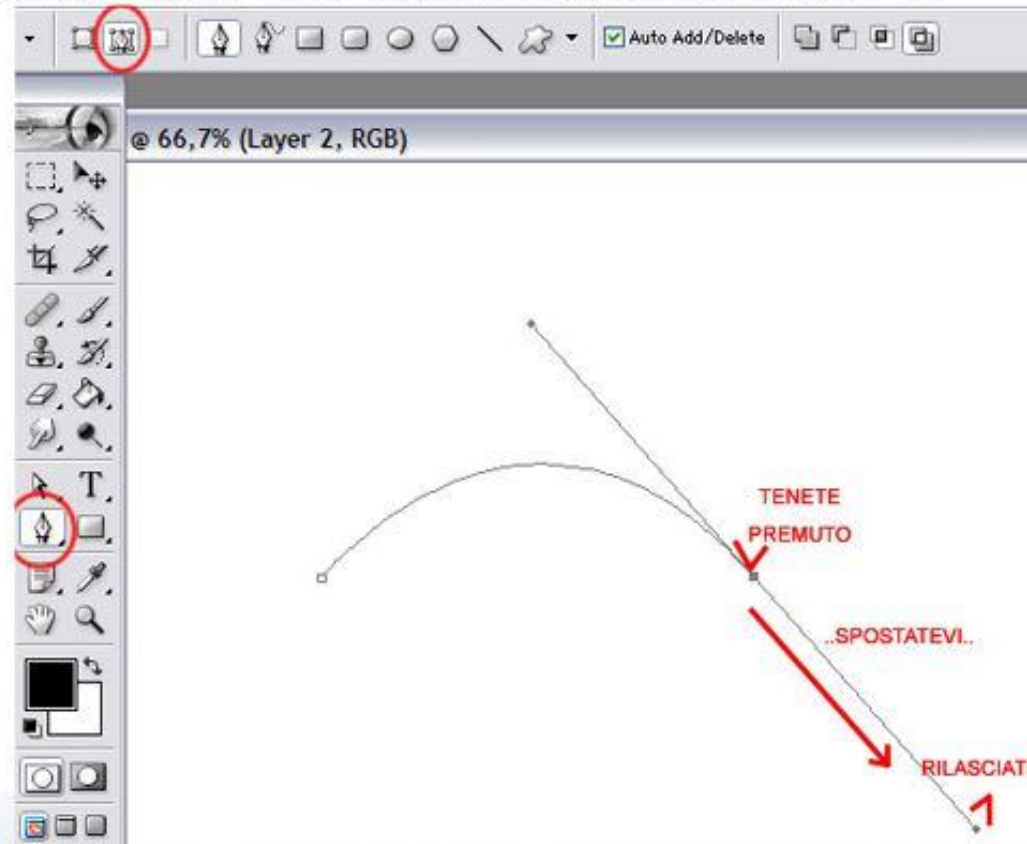 Auto Add/Delete
@ 66,7% (Layer 2, RGB)
T
TENETE
PREMUTO
..SPOSTATEVI..
RILASCIAT